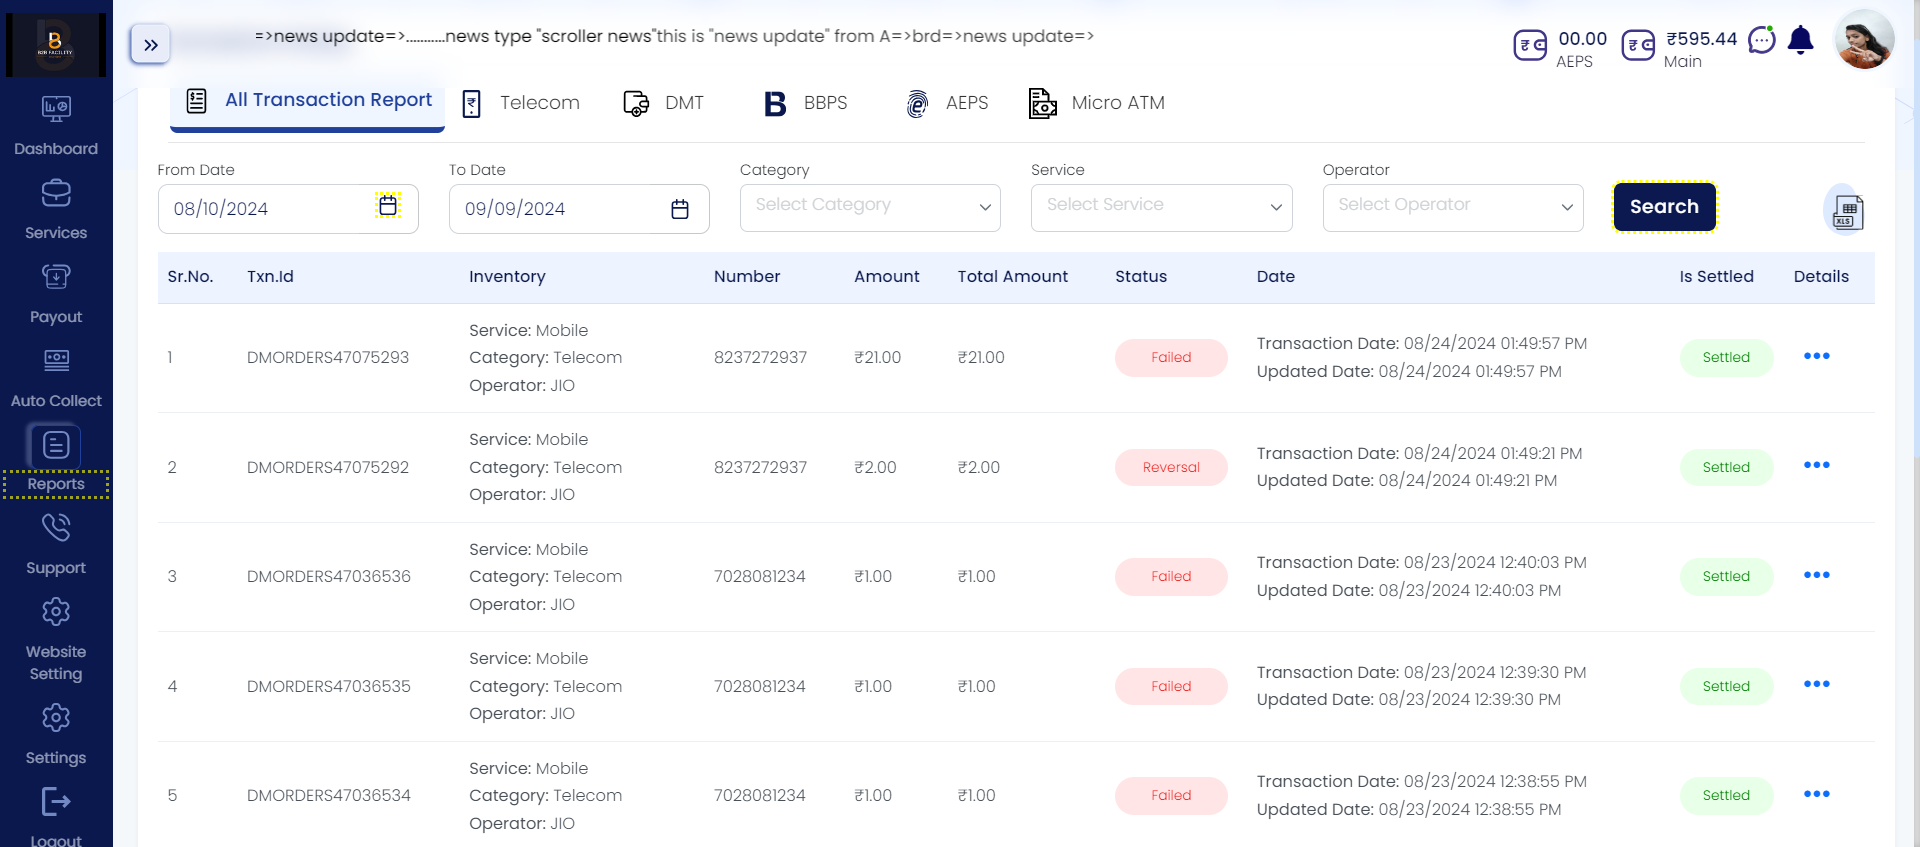 B2B FACILITY
=>news update=>...........news type "scroller news"this is "news update" from A=>brd=>news update=>
00.00
AEPS
₹595.44
Main
Dashboard
Services
Payout
Auto Collect
Reports
Support
Website
Setting
Settings
Logout
All Transaction Report
Telecom
DMT
B BBPS
AEPS
Micro ATM
From Date
To Date
Category
Service
Operator
08/10/2024
09/09/2024
Select Category
Select Service
Select Operator
Search
XLS
Sr.No. Txn.Id Inventory Number Amount Total Amount Status Date Is Settled Details
1 DMORDERS47075293
Service: Mobile
Category: Telecom
Operator: JIO
8237272937 ₹21.00 ₹21.00 Failed
Transaction Date: 08/24/2024 01:49:57 PM
Updated Date: 08/24/2024 01:49:57 PM
Settled
2 DMORDERS47075292
Service: Mobile
Category: Telecom
Operator: JIO
8237272937 ₹2.00 ₹2.00 Reversal
Transaction Date: 08/24/2024 01:49:21 PM
Updated Date: 08/24/2024 01:49:21 PM
Settled
3 DMORDERS47036536
Service: Mobile
Category: Telecom
Operator: JIO
7028081234 ₹1.00 ₹1.00 Failed
Transaction Date: 08/23/2024 12:40:03 PM
Updated Date: 08/23/2024 12:40:03 PM
Settled
4 DMORDERS47036535
Service: Mobile
Category: Telecom
Operator: JIO
7028081234 ₹1.00 ₹1.00 Failed
Transaction Date: 08/23/2024 12:39:30 PM
Updated Date: 08/23/2024 12:39:30 PM
Settled
5 DMORDERS47036534
Service: Mobile
Category: Telecom
Operator: JIO
7028081234 ₹1.00 ₹1.00 Failed
Transaction Date: 08/23/2024 12:38:55 PM
Updated Date: 08/23/2024 12:38:55 PM
Settled